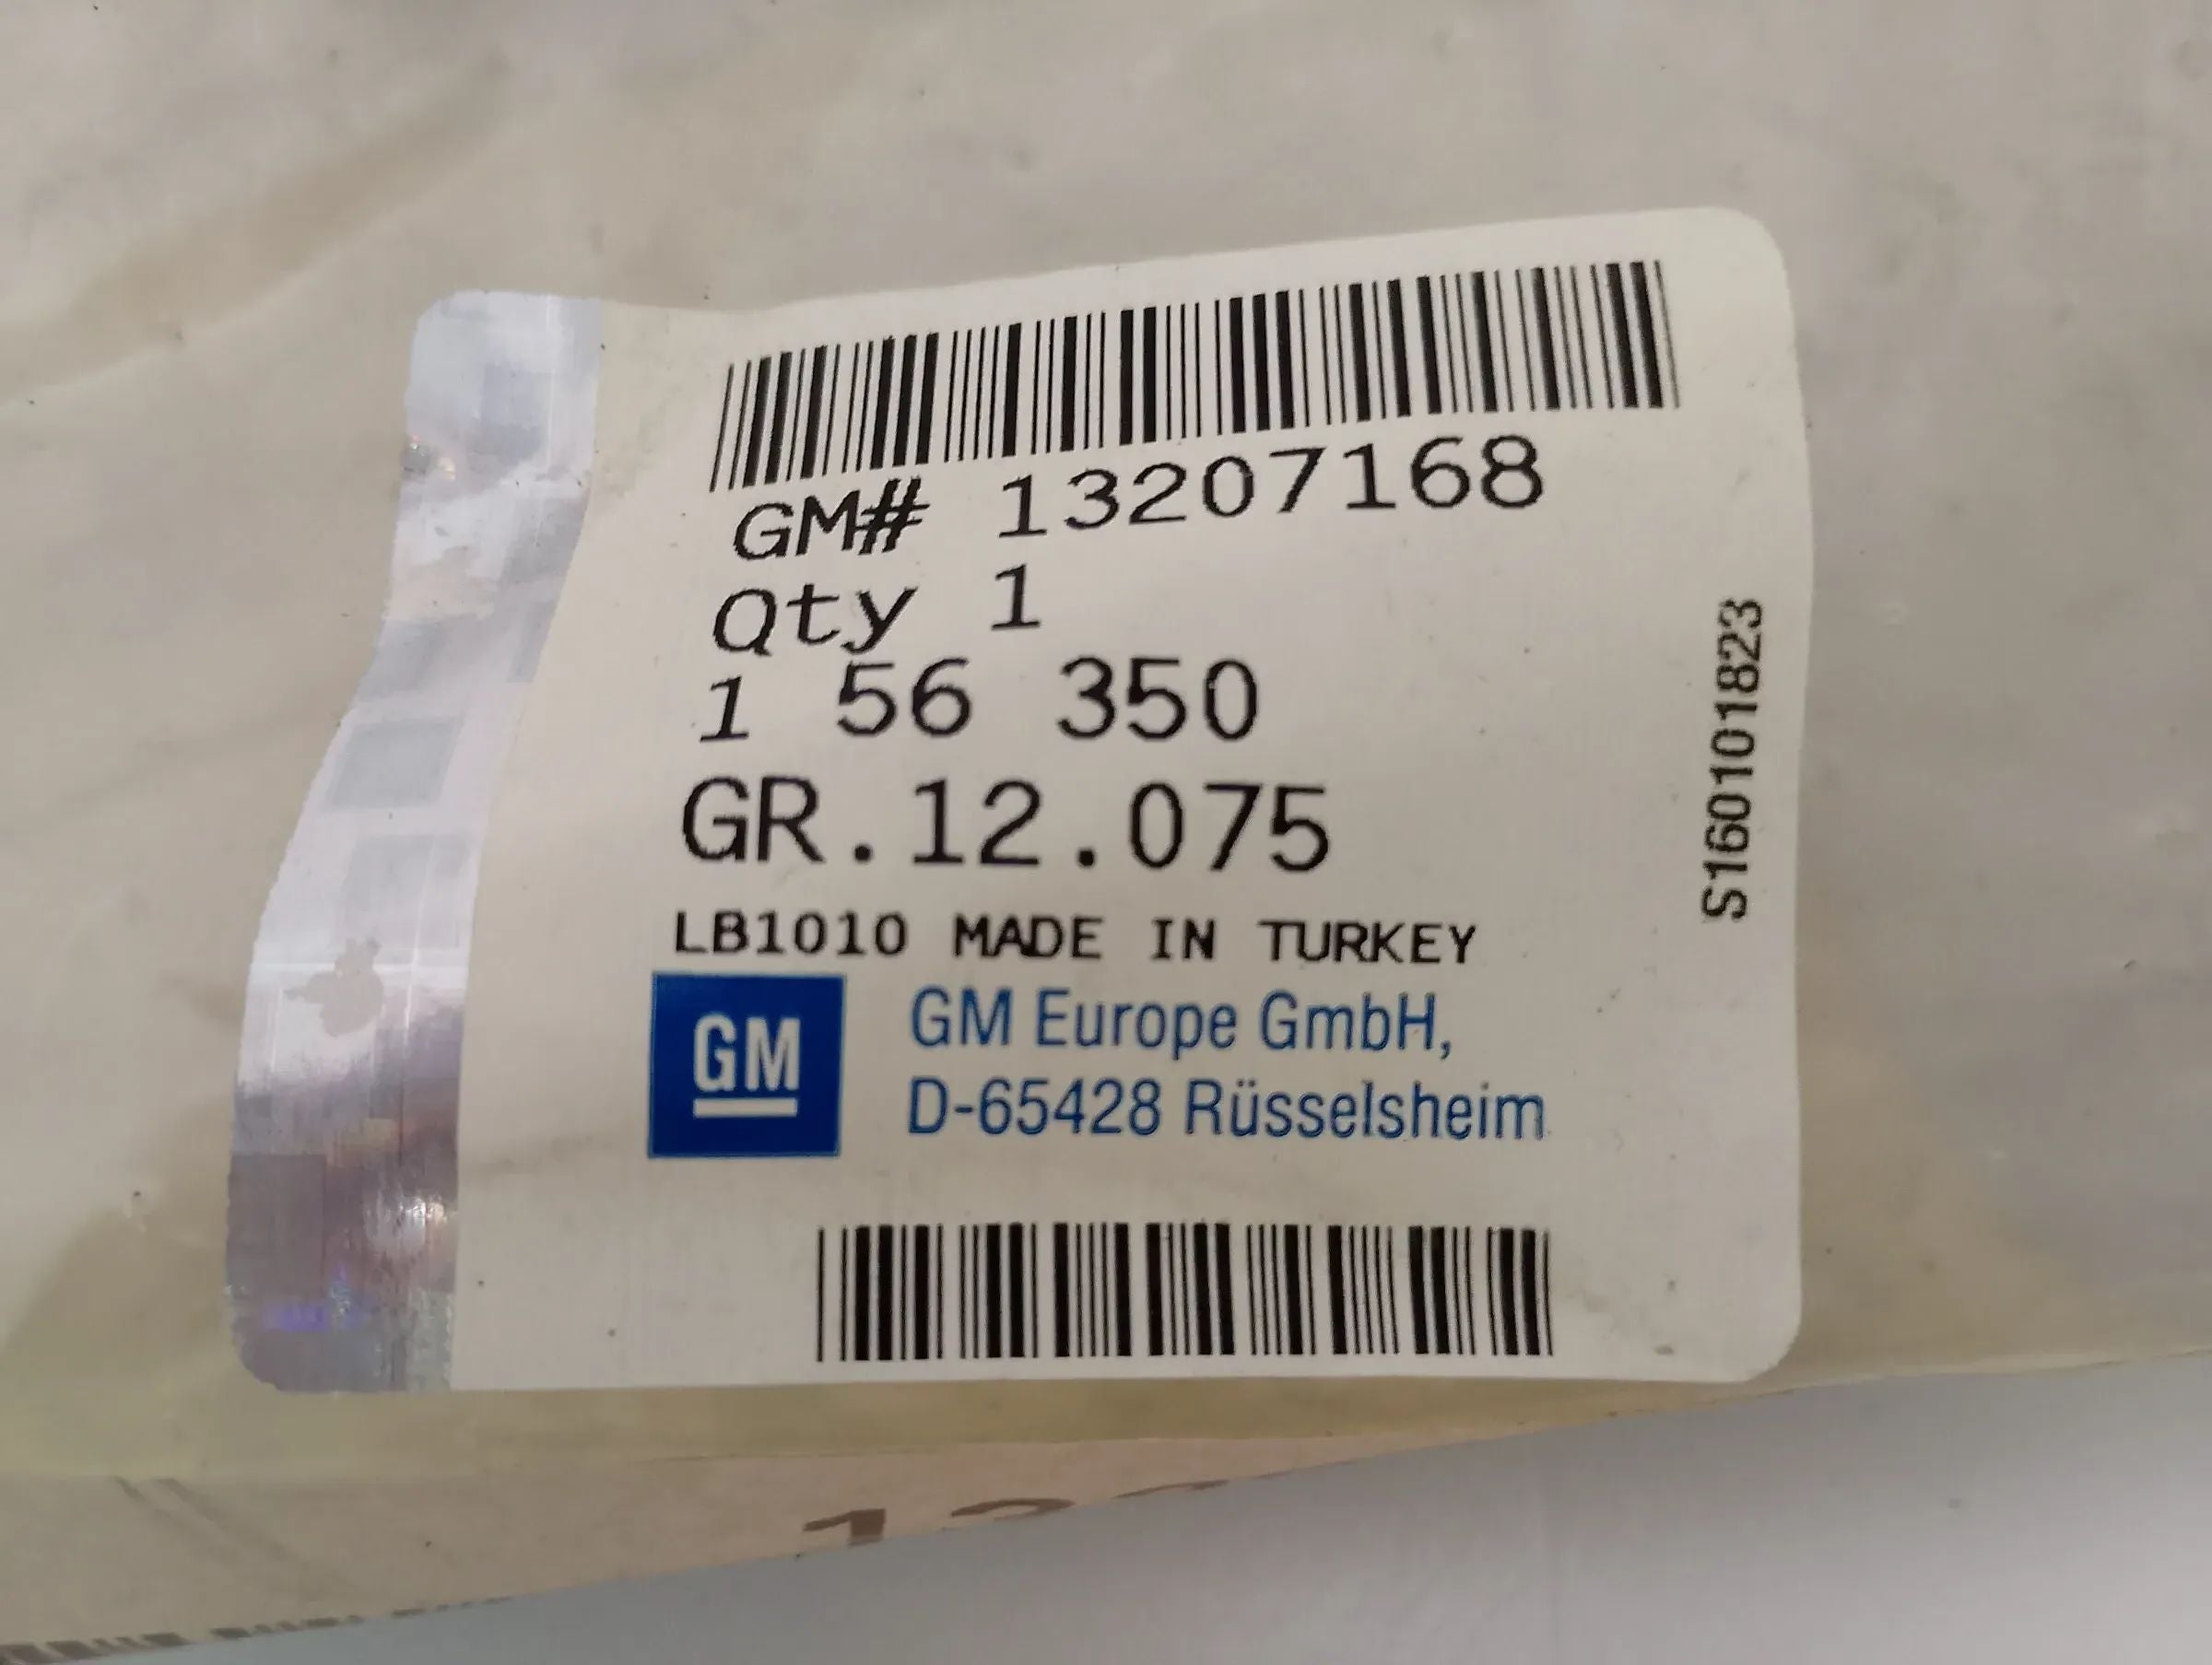 GM# 13207168
Qty 1
1 56 350
GR.12.075
LB1010 MADE IN TURKEY
GM
GM Europe GmbH,
D-65428 Rüsselsheim
S160101823